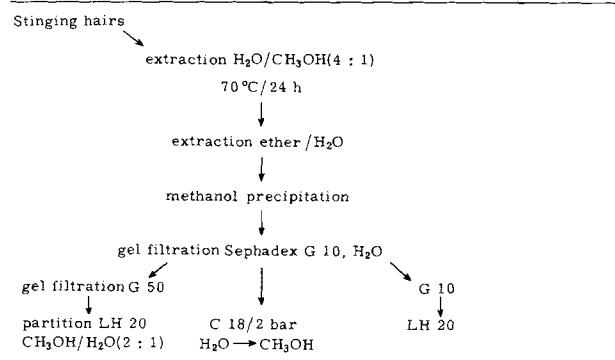 Stinging hairs
extraction H₂O/CH₃OH(4 : 1)
70 °C/24 h
extraction ether/H₂O
methanol precipitation
gel filtration Sephadex G 10, H₂O
gel filtration G 50
G 10
partition LH 20
C 18/2 bar
LH 20
CH₃OH/H₂O(2 : 1)
H₂O → CH₃OH